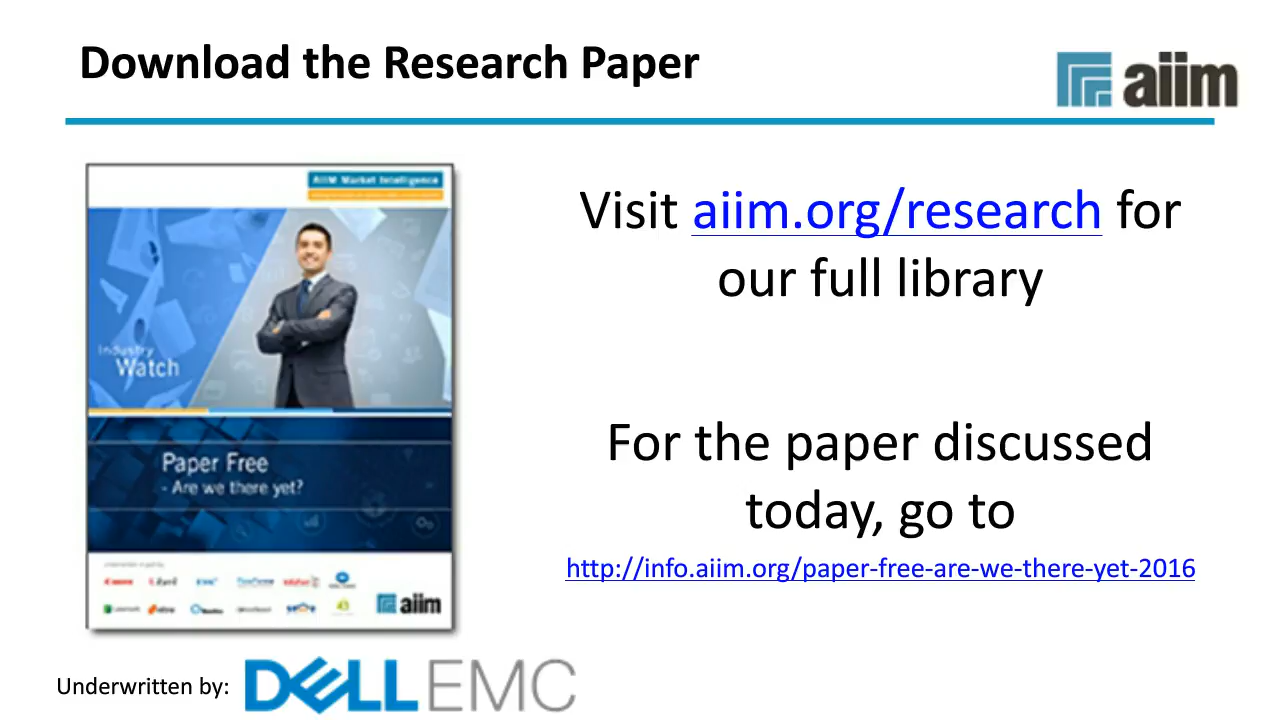 Download the Research Paper
aiim
AIIM Market Intelligence
Visit aiim.org/research for
our full library
Industry
Watch
For the paper discussed
today, go to
http://info.aiim.org/paper-free-are-we-there-yet-2016
Paper Free
- Are we there yet?
aiim
Underwritten by:
DELL EMC